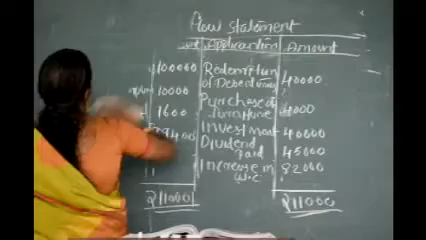 Flow statement
Application Amount
100000 Redemption 40000
10000 of Debentures
1600 Purchase of
furniture
Investment 40000
Dividend 45000
Paid
Increase in 82000
W.C
211000 211000